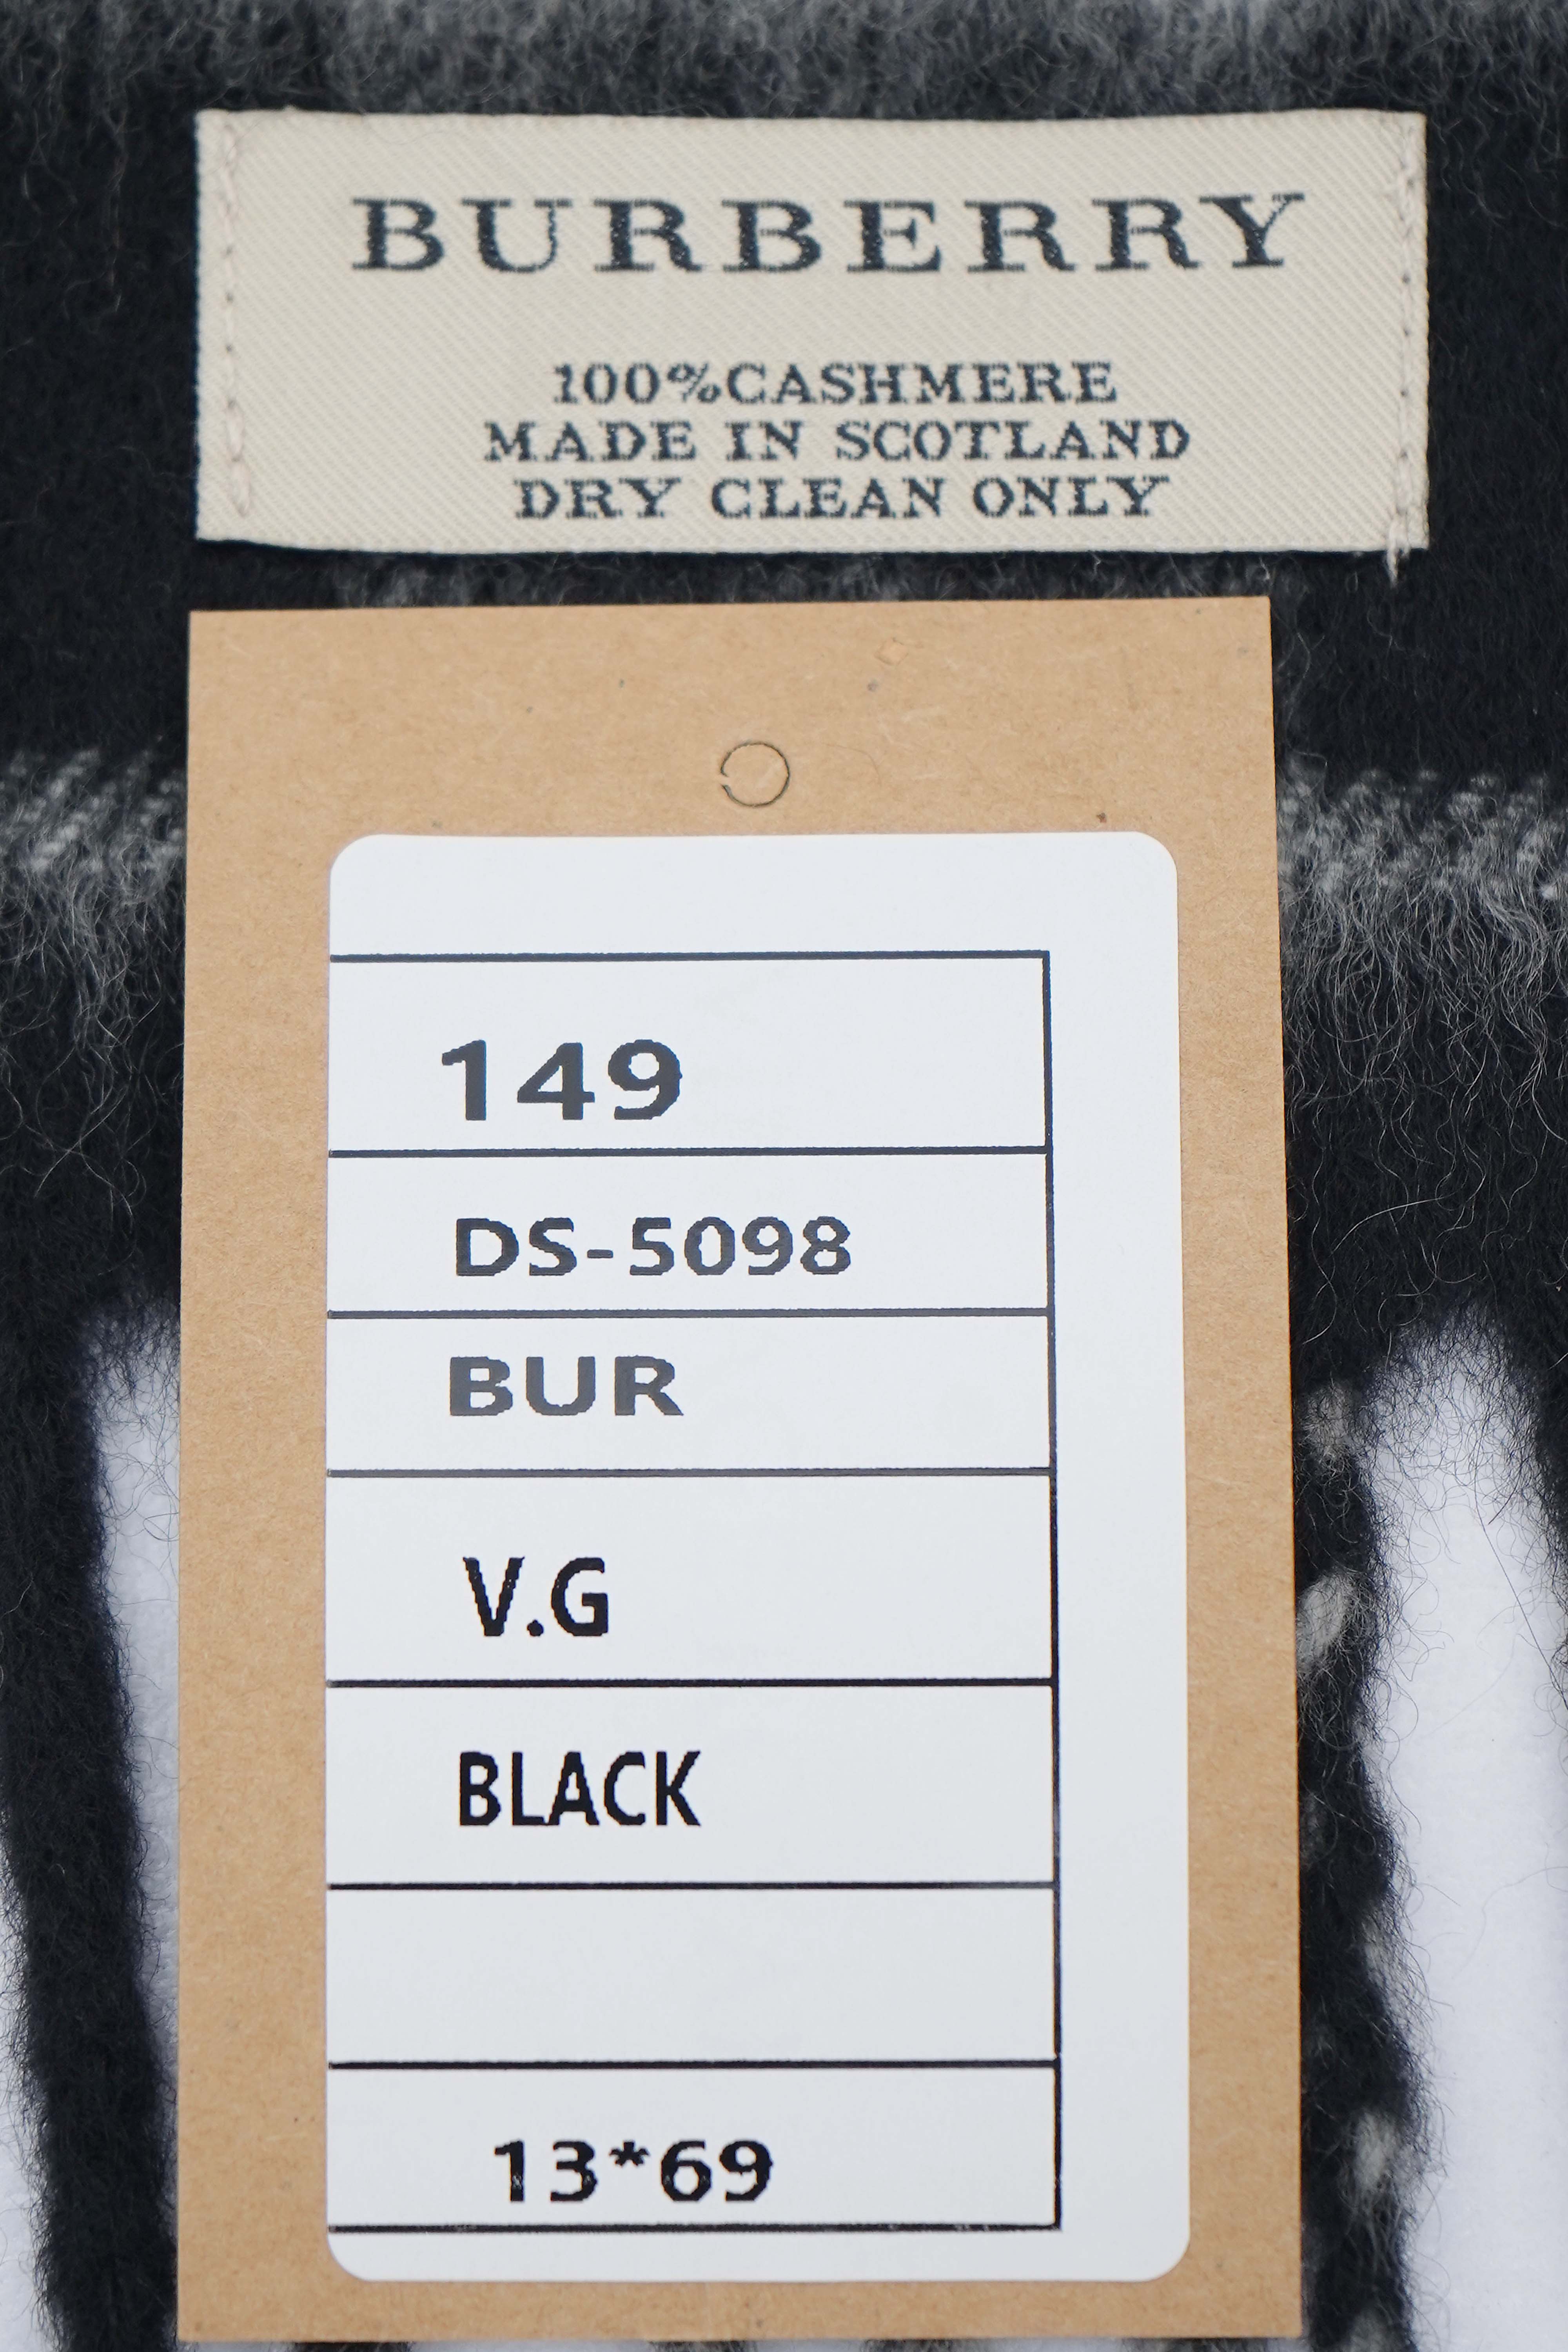 BURBERRY
100%CASHMERE
MADE IN SCOTLAND
DRY CLEAN ONLY
149
DS-5098
BUR
V.G
BLACK
13*69